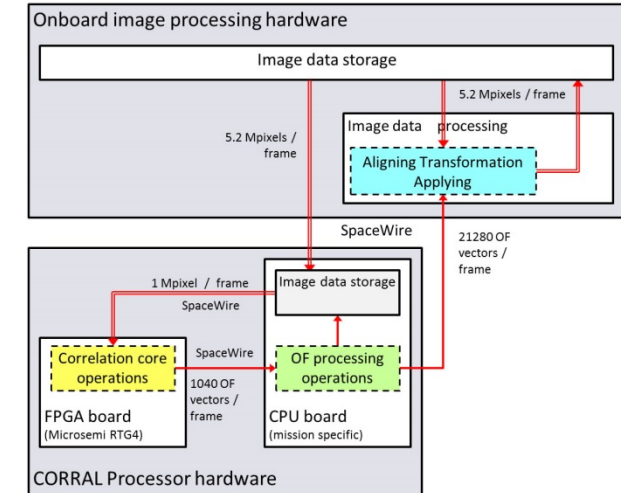 Onboard image processing hardware
Image data storage
5.2 Mpixels / frame
5.2 Mpixels /
frame
Image data processing
Aligning Transformation
Applying
SpaceWire
21280 OF
vectors /
frame
1 Mpixel / frame
SpaceWire
Image data storage
Correlation core
operations
SpaceWire
1040 OF
vectors /
frame
OF processing
operations
FPGA board
(Microsemi RTG4)
CPU board
(mission specific)
CORRAL Processor hardware